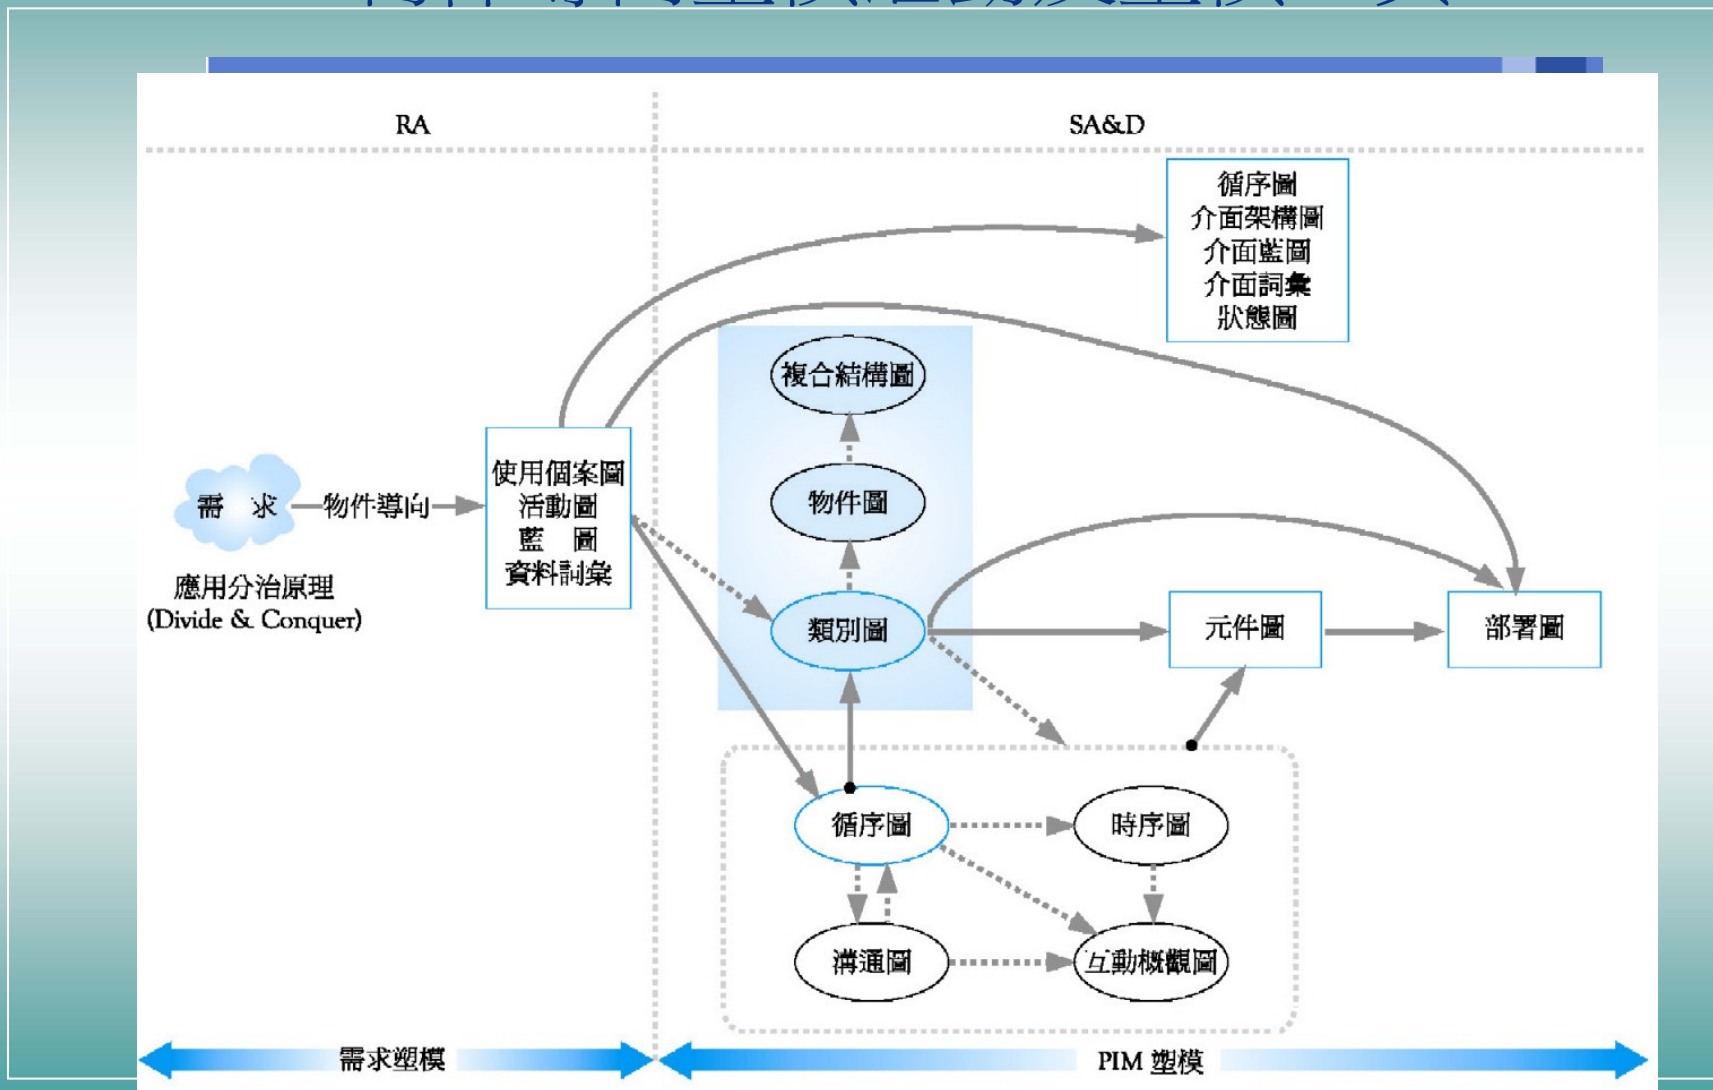 RA
SA&D
循序圖
介面架構圖
介面藍圖
介面詞彙
狀態圖
複合結構圖
物件圖
類別圖
需 求
物件導向
使用個案圖
活動圖
藍 圖
資料詞彙
應用分治原理
(Divide & Conquer)
元件圖
部署圖
循序圖
時序圖
溝通圖
互動概觀圖
需求塑模
PIM 塑模